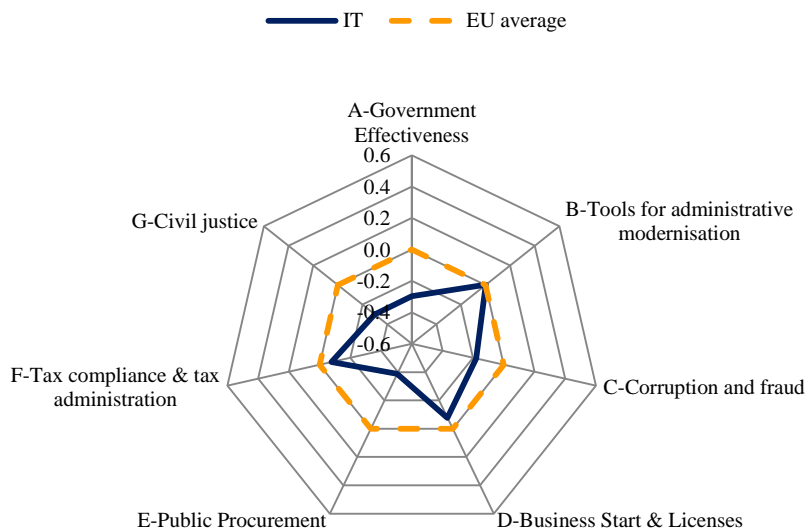 IT
EU average
A-Government
Effectiveness
0.6
0.4
0.2
0.0
-0.2
-0.4
-0.6
B-Tools for administrative
modernisation
C-Corruption and fraud
D-Business Start & Licenses
E-Public Procurement
F-Tax compliance & tax
administration
G-Civil justice